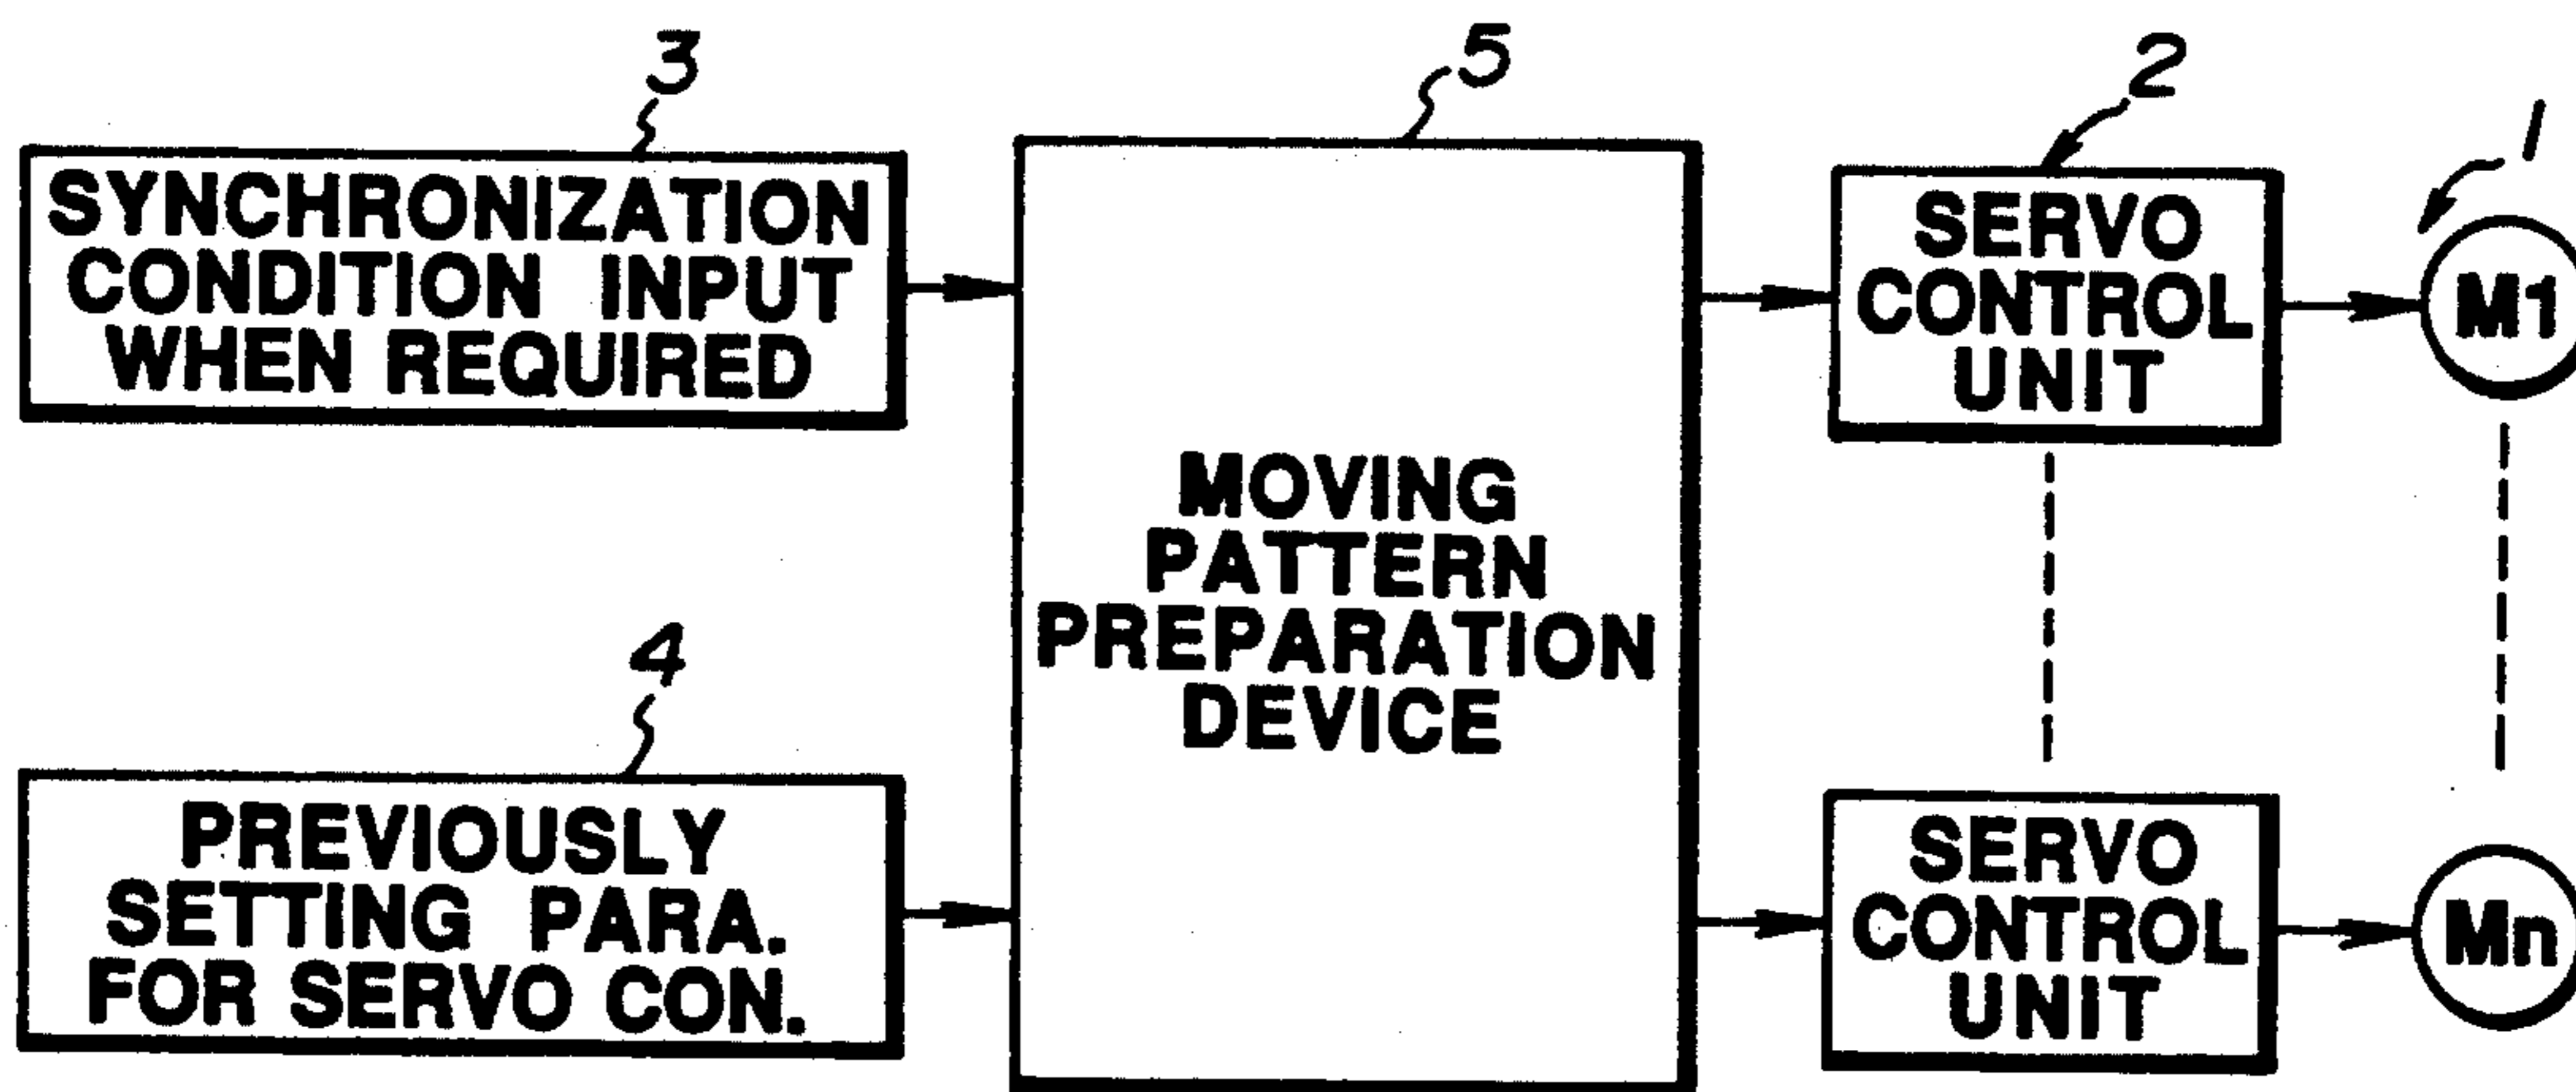 3
SYNCHRONIZATION
CONDITION INPUT
WHEN REQUIRED
4
PREVIOUSLY
SETTING PARA.
FOR SERVO CON.
5
MOVING
PATTERN
PREPARATION
DEVICE
2
SERVO
CONTROL
UNIT
1
M1
SERVO
CONTROL
UNIT
Mn